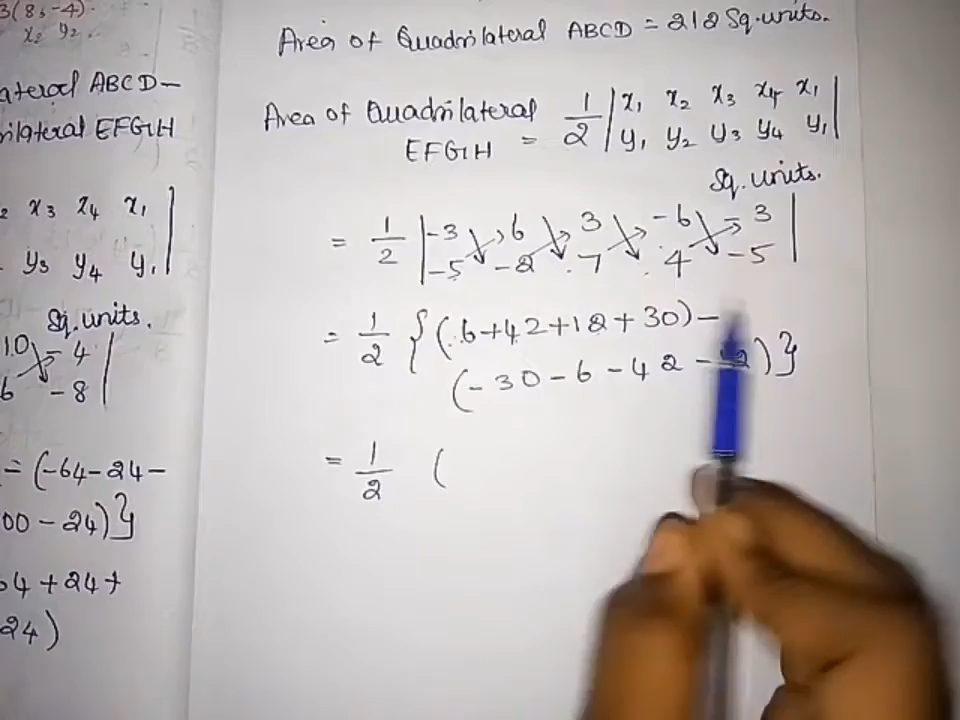 3(8,-4).
x₂ y₂
ateral ABCD-
rilateral EFGH
x₃ x₄ x₁ |
y₃ y₄ y₁ |
Sq.units.
10 -4 |
6 -8 |
= (-64-24-
00-24)}
64+24+
24)
Area of Quadrilateral ABCD = 212 Sq.units.
Area of Quadrilateral
EFGH = 1/2 | x₁ x₂ x₃ x₄ x₁ |
| y₁ y₂ y₃ y₄ y₁ |
Sq.units.
= 1/2 | -3 6 3 -6 -3 |
| -5 -2 7 4 -5 |
= 1/2 {(6+42+12+30)-
(-30-6-42-12)}
= 1/2 (